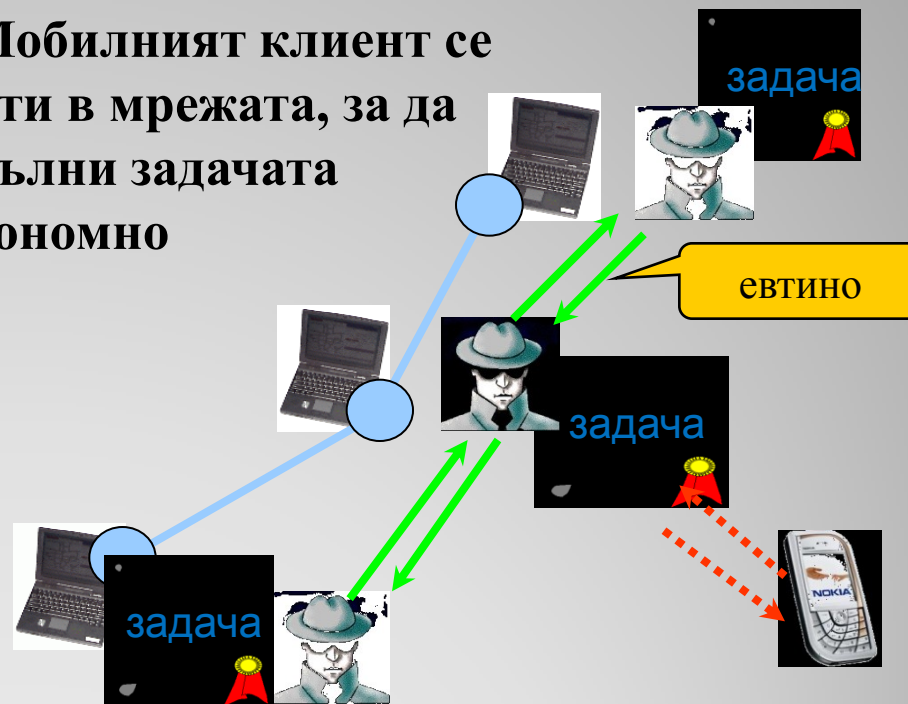 Мобилният клиент се
ти в мрежата, за да
ълни задачата
ономно
задача
евтино
задача
задача
NOKIA